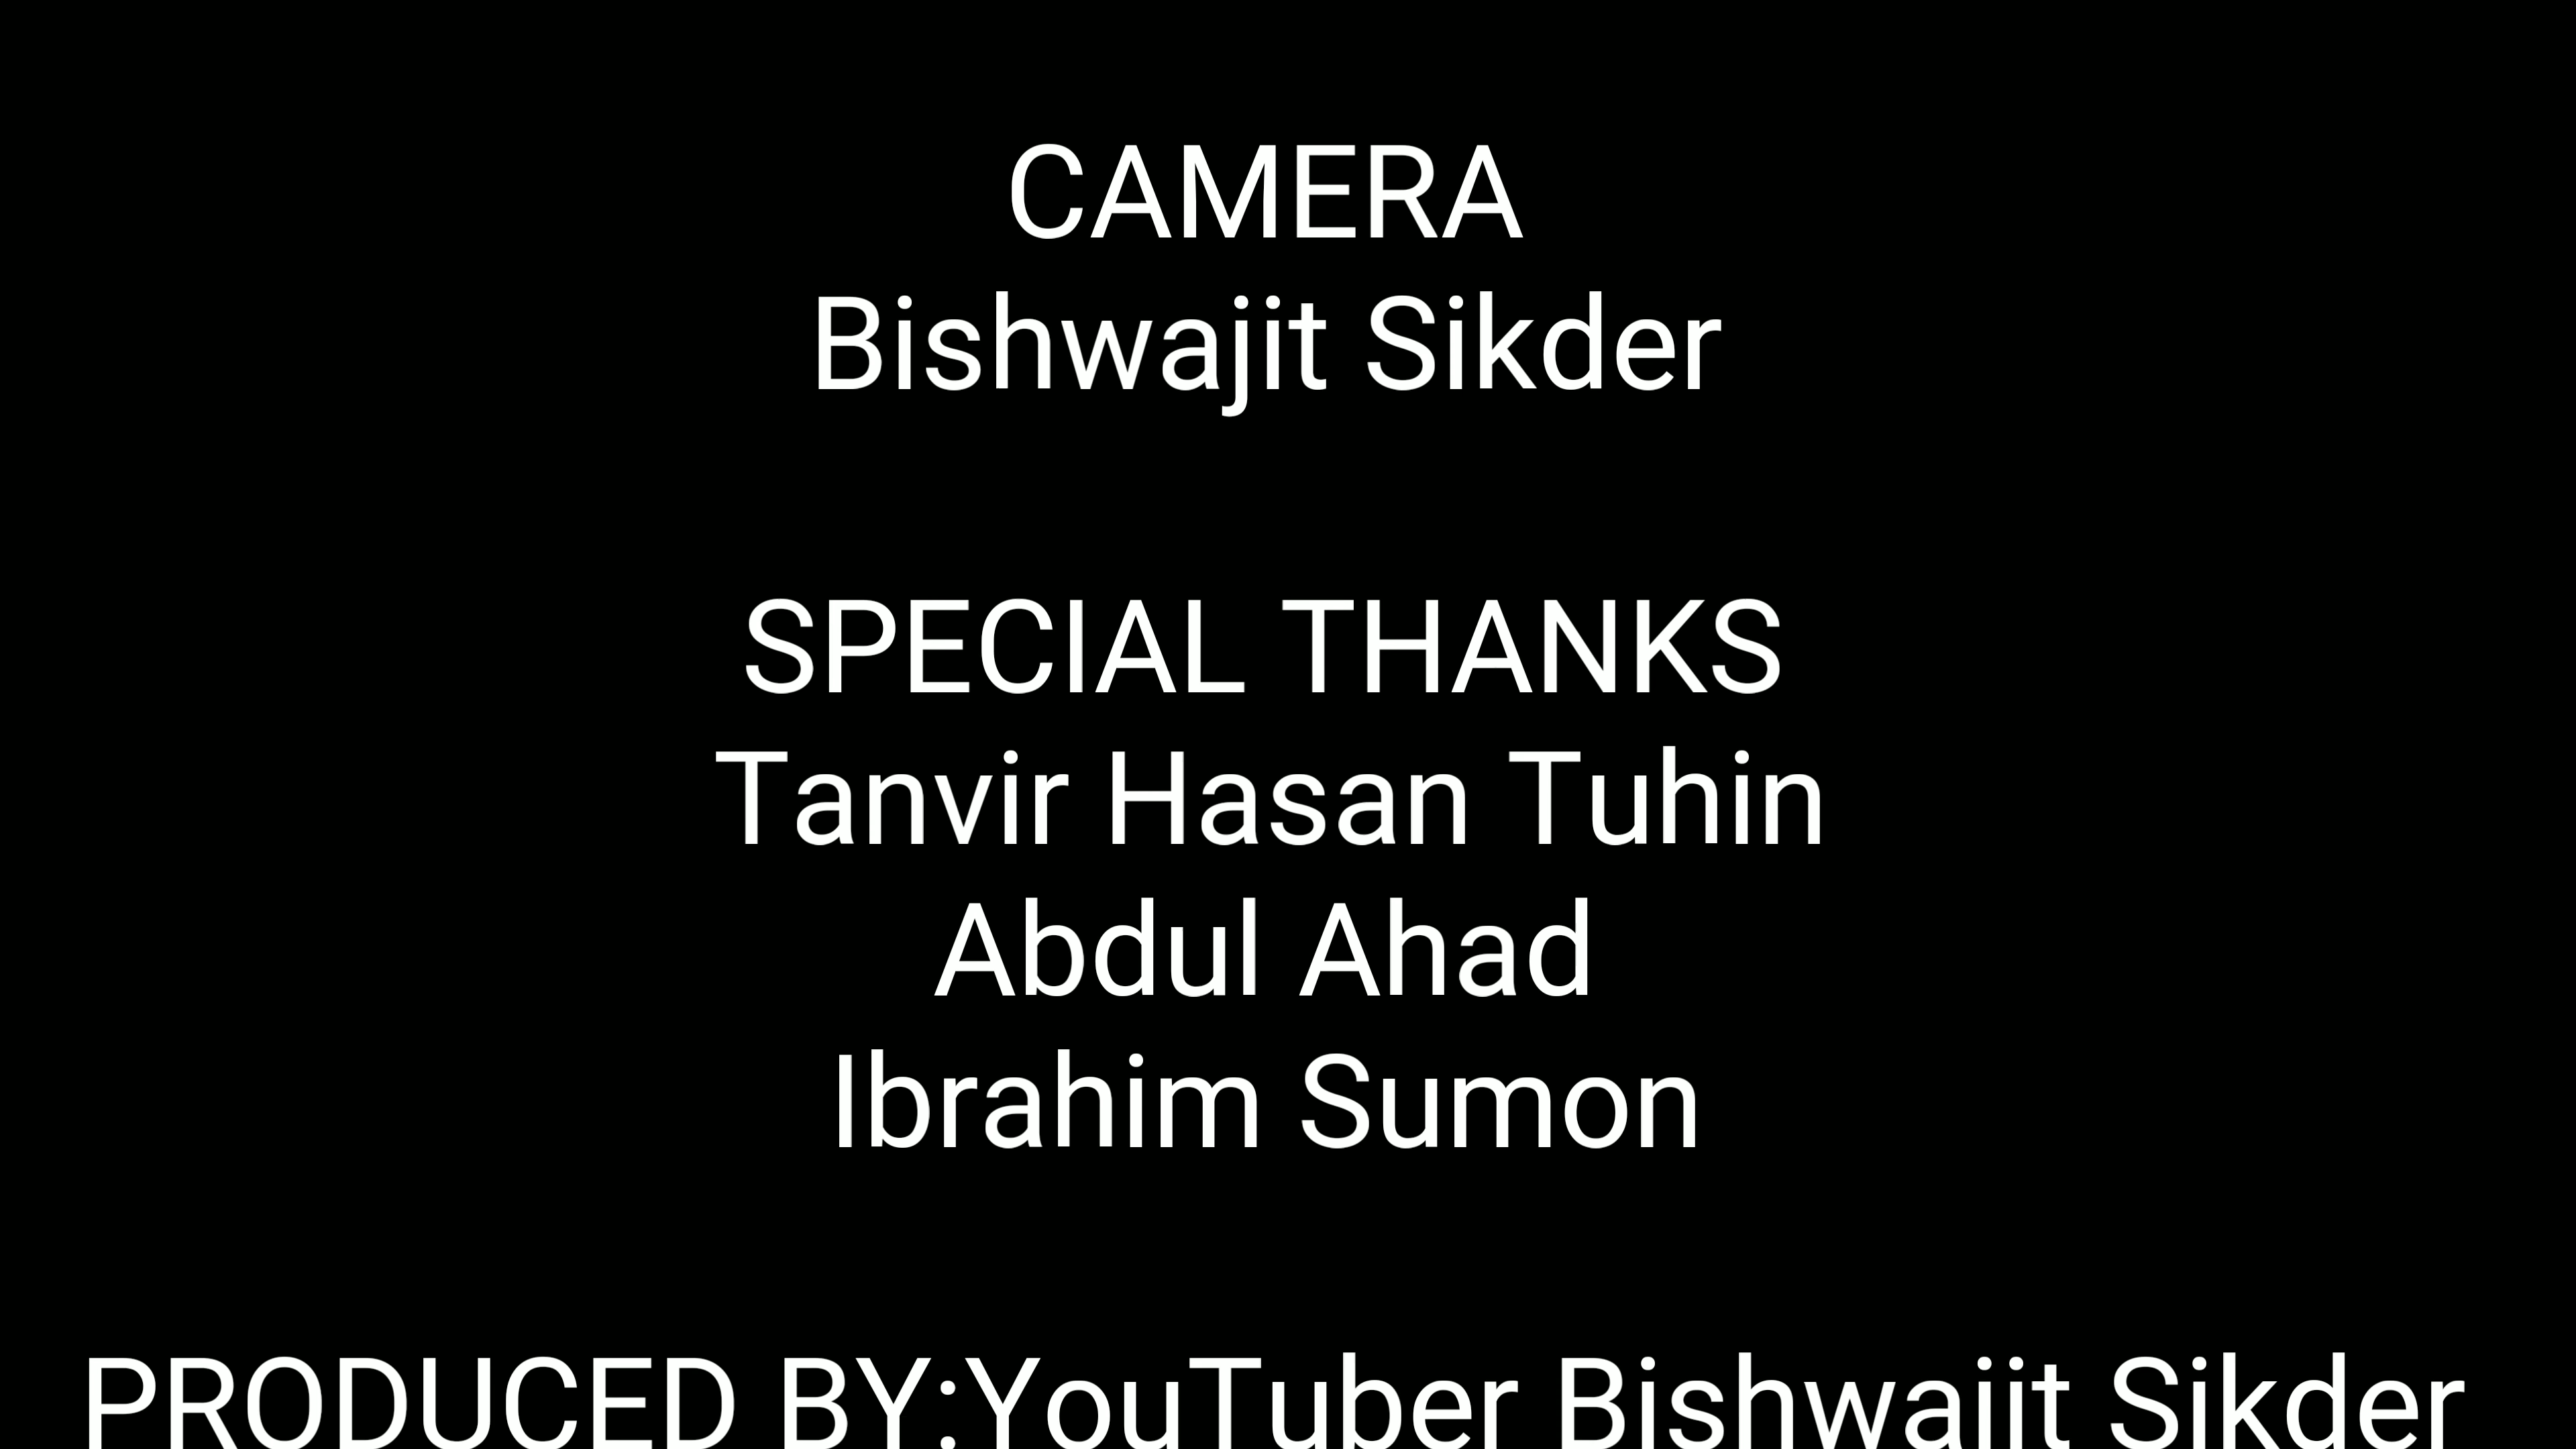 CAMERA
Bishwajit Sikder
SPECIAL THANKS
Tanvir Hasan Tuhin
Abdul Ahad
Ibrahim Sumon
PRODUCED BY:YouTuber Bishwajit Sikder